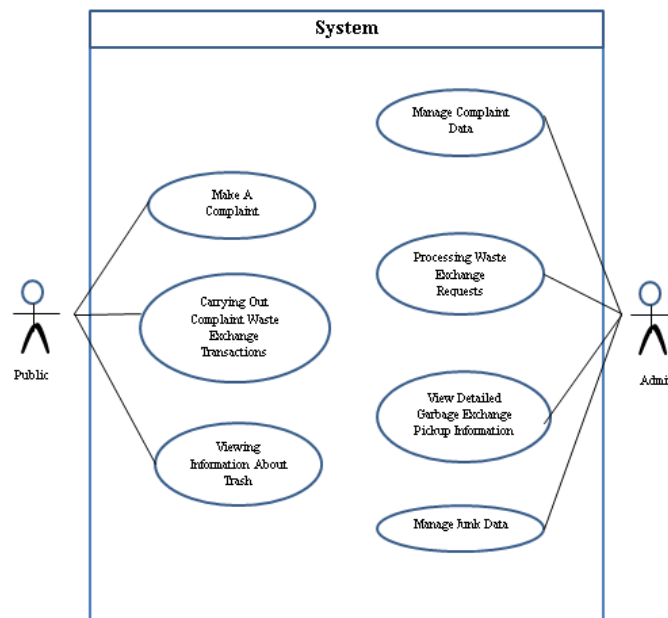 System
Manage Complaint
Data
Make A
Complaint
Processing Waste
Exchange
Requests
Carrying Out
Complaint Waste
Exchange
Transactions
Public
Admi
View Detailed
Garbage Exchange
Pickup Information
Viewing
Information About
Trash
Manage Junk Data